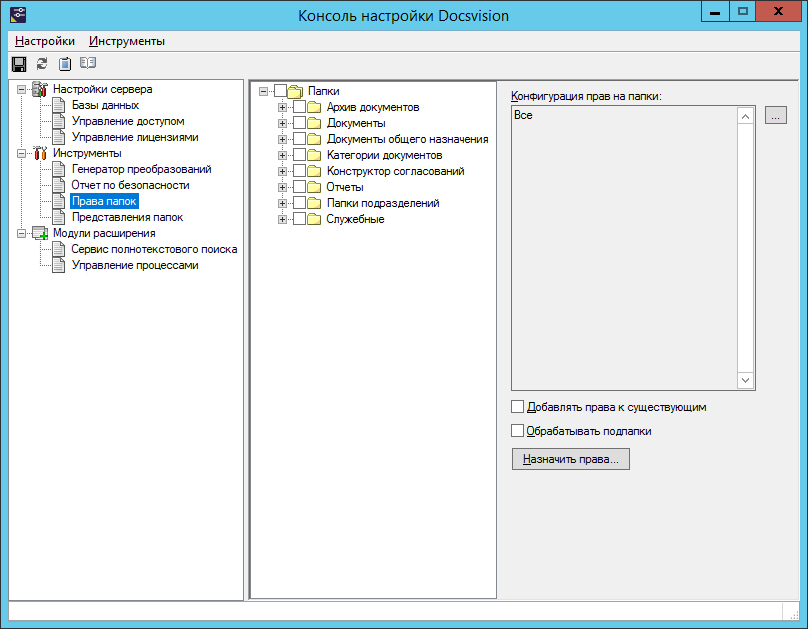 Консоль настройки Docsvision
Настройки Инструменты
Настройки сервера
Базы данных
Управление доступом
Управление лицензиями
Инструменты
Генератор преобразований
Отчет по безопасности
Права папок
Представления папок
Модули расширения
Сервис полнотекстового поиска
Управление процессами
Папки
Архив документов
Документы
Документы общего назначения
Категории документов
Конструктор согласований
Отчеты
Папки подразделений
Служебные
Конфигурация прав на папки:
Все
...
Добавлять права к существующим
Обрабатывать подпапки
Назначить права...